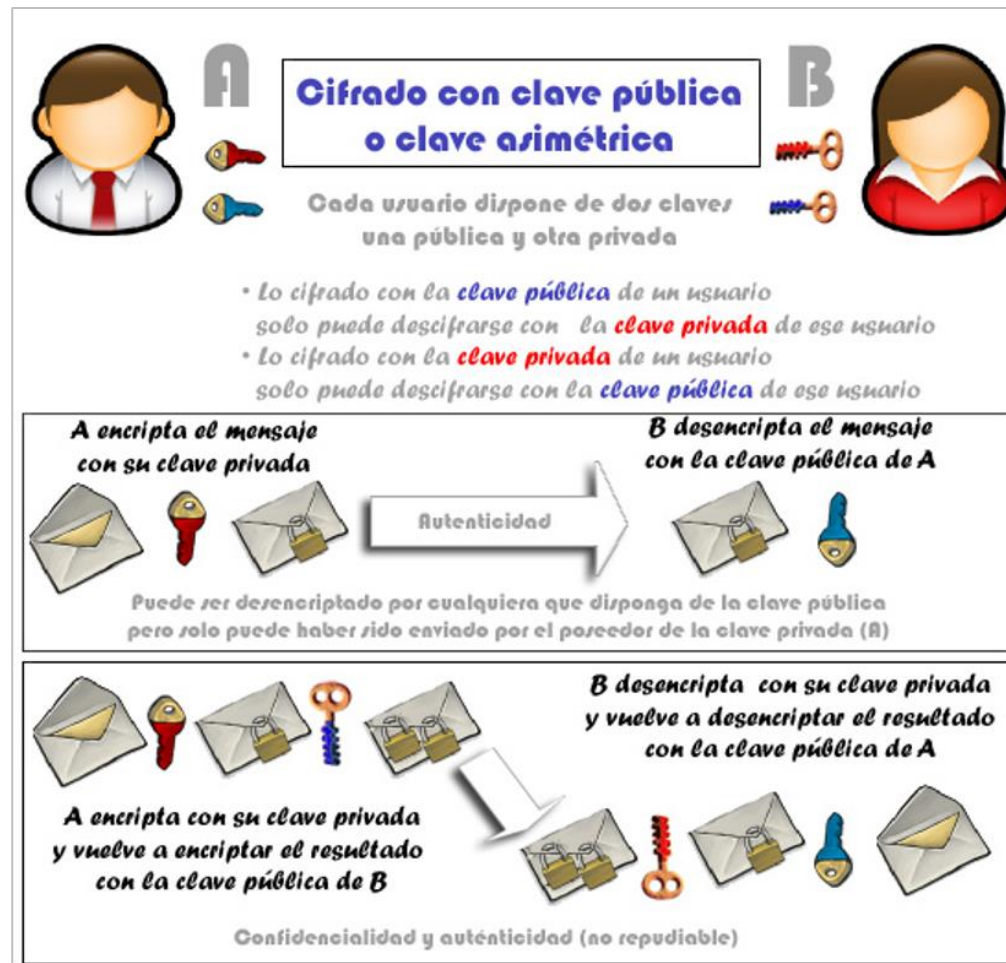 A
B
Cifrado con clave pública
o clave asimétrica
Cada usuario dispone de dos claves
una pública y otra privada
• Lo cifrado con la clave pública de un usuario
solo puede descifrarse con la clave privada de ese usuario
• Lo cifrado con la clave privada de un usuario
solo puede descifrarse con la clave pública de ese usuario
A encripta el mensaje
con su clave privada
Autenticidad
B desencripta el mensaje
con la clave pública de A
Puede ser desencriptado por cualquiera que disponga de la clave pública
pero solo puede haber sido enviado por el poseedor de la clave privada (A)
A encripta con su clave privada
y vuelve a encriptar el resultado
con la clave pública de B
B desencripta con su clave privada
y vuelve a desencriptar el resultado
con la clave pública de A
Confidencialidad y auténticidad (no repudiable)